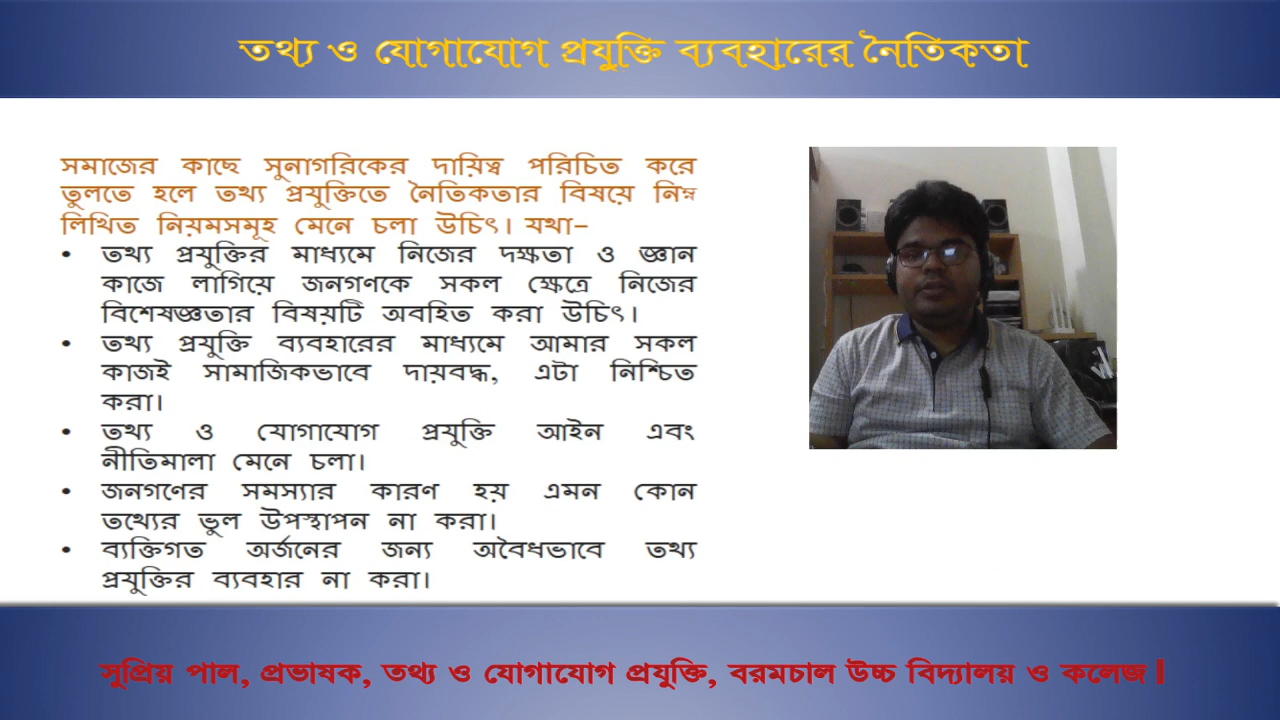 তথ্য ও যোগাযোগ প্রযুক্তি ব্যবহারের নৈতিকতা
সমাজের কাছে সুনাগরিকের দায়িত্ব পরিচিত করে
তুলতে হলে তথ্য প্রযুক্তিতে নৈতিকতার বিষয়ে নিম্ন
লিখিত নিয়মসমূহ মেনে চলা উচিৎ। যথা–
• তথ্য প্রযুক্তির মাধ্যমে নিজের দক্ষতা ও জ্ঞান
কাজে লাগিয়ে জনগণকে সকল ক্ষেত্রে নিজের
বিশেষজ্ঞতার বিষয়টি অবহিত করা উচিৎ।
• তথ্য প্রযুক্তি ব্যবহারের মাধ্যমে আমার সকল
কাজই সামাজিকভাবে দায়বদ্ধ, এটা নিশ্চিত
করা।
• তথ্য ও যোগাযোগ প্রযুক্তি আইন এবং
নীতিমালা মেনে চলা।
• জনগণের সমস্যার কারণ হয় এমন কোন
তথ্যের ভুল উপস্থাপন না করা।
• ব্যক্তিগত অর্জনের জন্য অবৈধভাবে তথ্য
প্রযুক্তির ব্যবহার না করা।
সুপ্রিয় পাল, প্রভাষক, তথ্য ও যোগাযোগ প্রযুক্তি, বরমচাল উচ্চ বিদ্যালয় ও কলেজ।